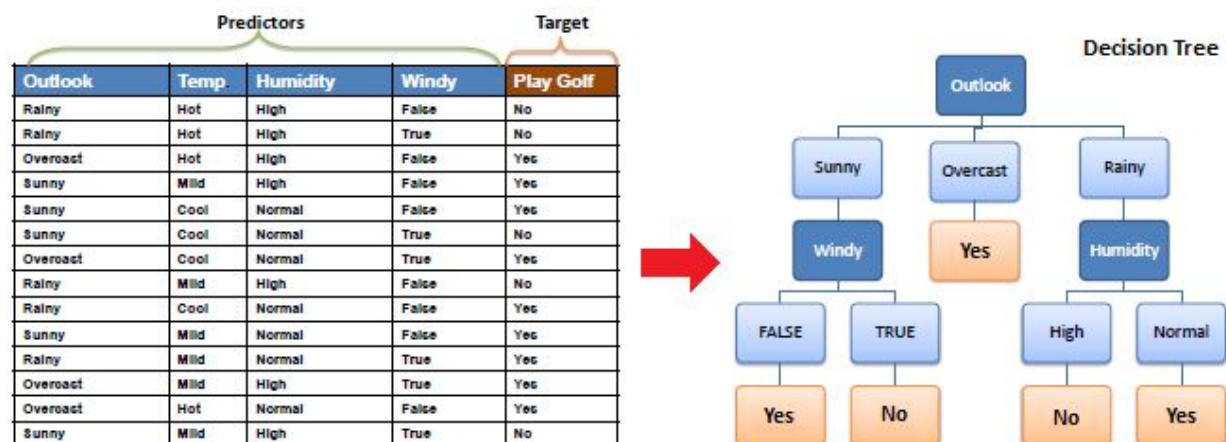 Predictors
Target
Outlook Temp. Humidity Windy Play Golf
Rainy Hot High False No
Rainy Hot High True No
Overcast Hot High False Yes
Sunny Mild High False Yes
Sunny Cool Normal False Yes
Sunny Cool Normal True No
Overcast Cool Normal True Yes
Rainy Mild High False No
Rainy Cool Normal False Yes
Sunny Mild Normal False Yes
Rainy Mild Normal True Yes
Overcast Mild High True Yes
Overcast Hot Normal False Yes
Sunny Mild High True No
Decision Tree
Outlook
Sunny Overcast Rainy
Windy Yes Humidity
FALSE TRUE High Normal
Yes No No Yes